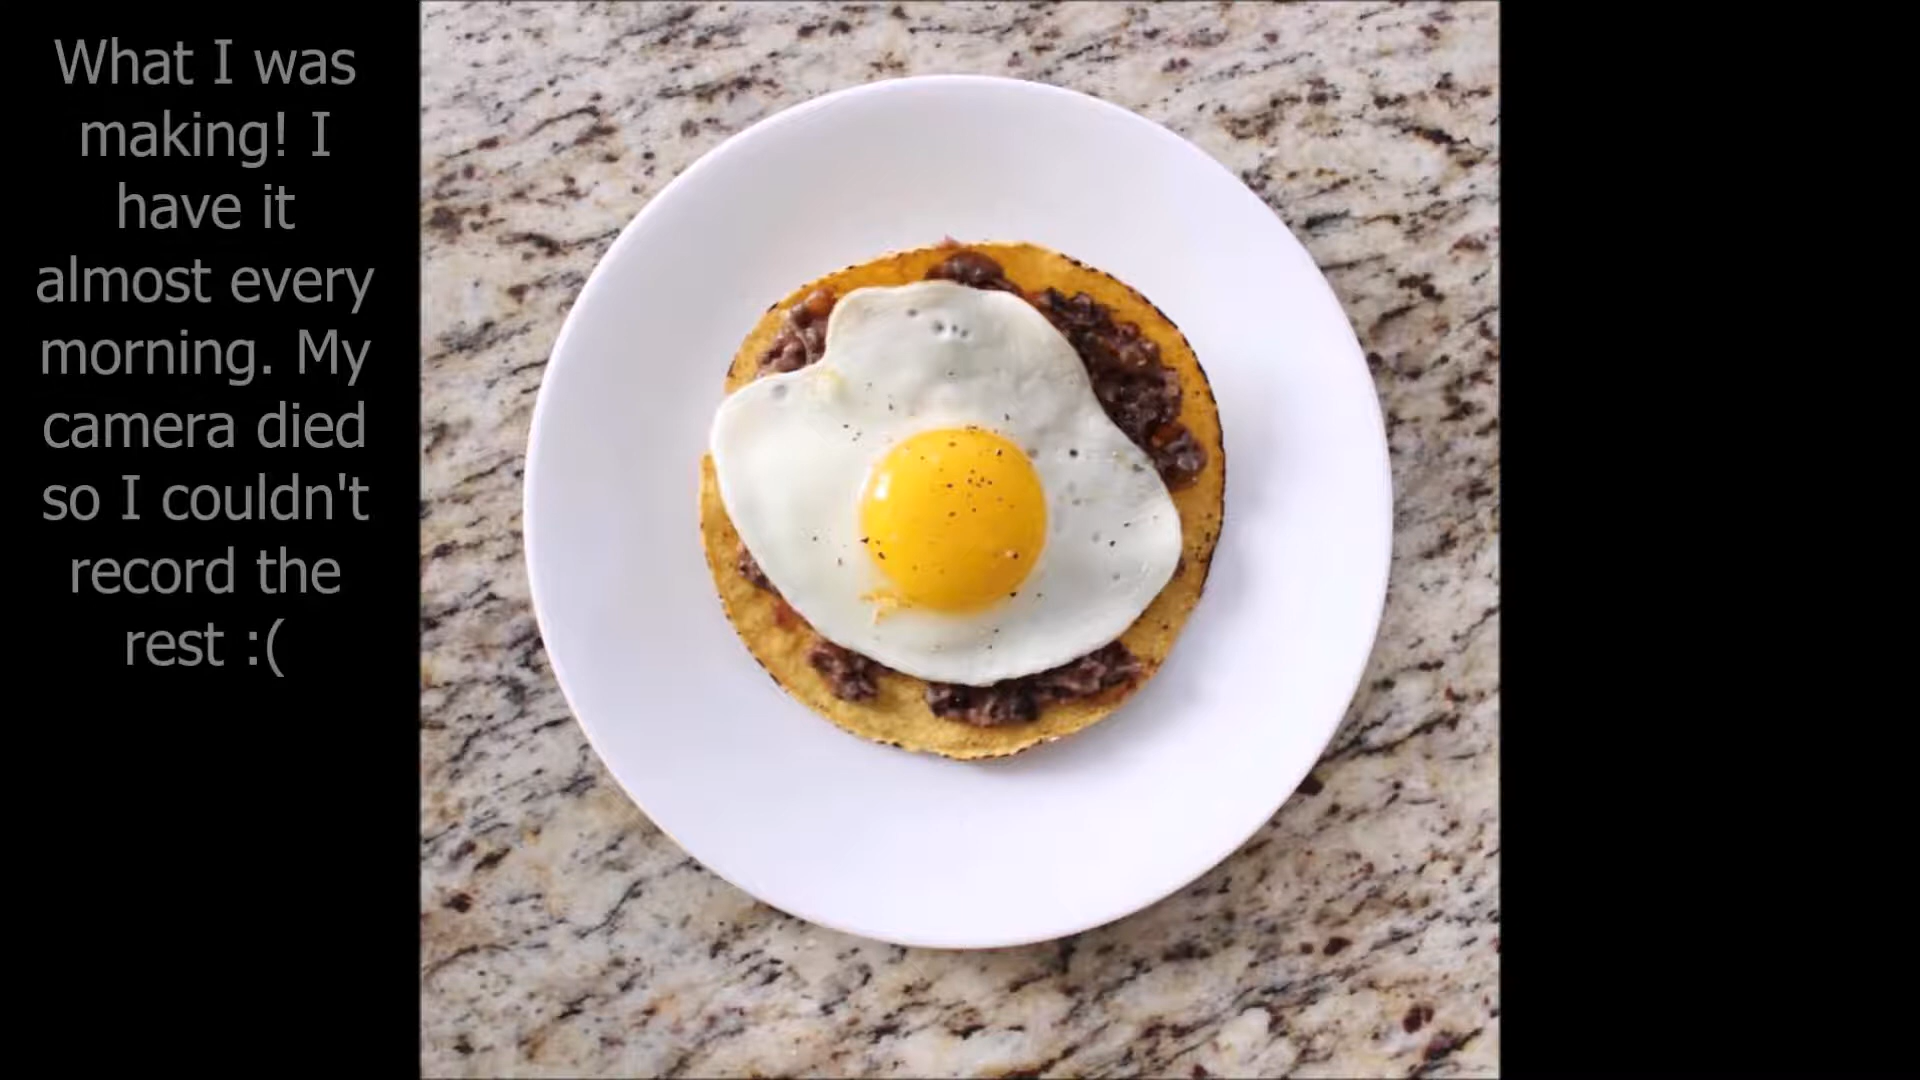 What I was
making! I
have it
almost every
morning. My
camera died
so I couldn't
record the
rest :(